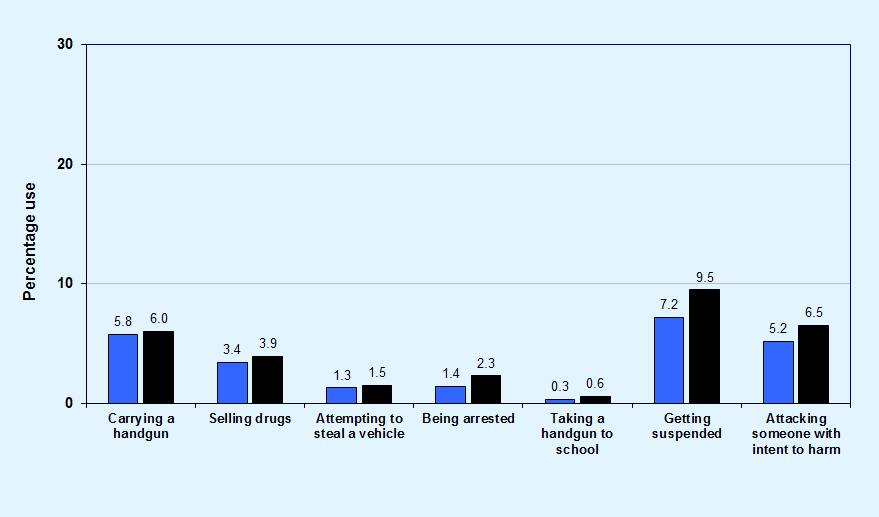 30
20
10
0
Percentage use
5.8 6.0
3.4 3.9
1.3 1.5
1.4 2.3
0.3 0.6
7.2 9.5
5.2 6.5
Carrying a
handgun
Selling drugs
Attempting to
steal a vehicle
Being arrested
Taking a
handgun to
school
Getting
suspended
Attacking
someone with
intent to harm